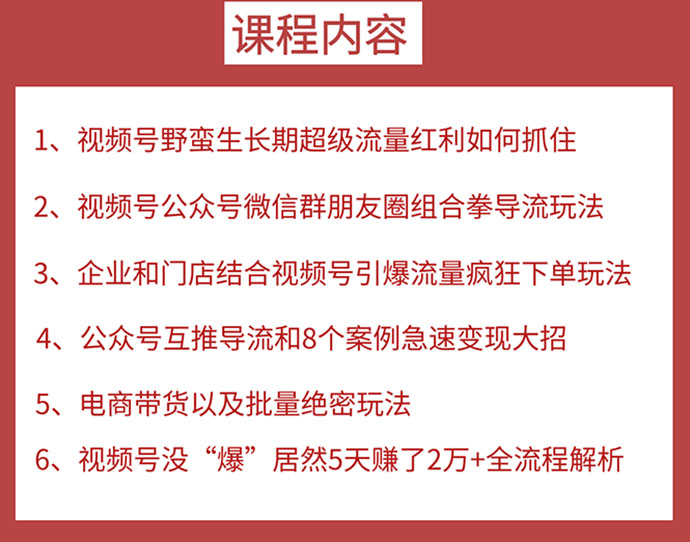 课程内容
1、视频号野蛮生长期超级流量红利如何抓住
2、视频号公众号微信群朋友圈组合拳导流玩法
3、企业和门店结合视频号引爆流量疯狂下单玩法
4、公众号互推导流和8个案例急速变现大招
5、电商带货以及批量绝密玩法
6、视频号没“爆”居然5天赚了2万+全流程解析